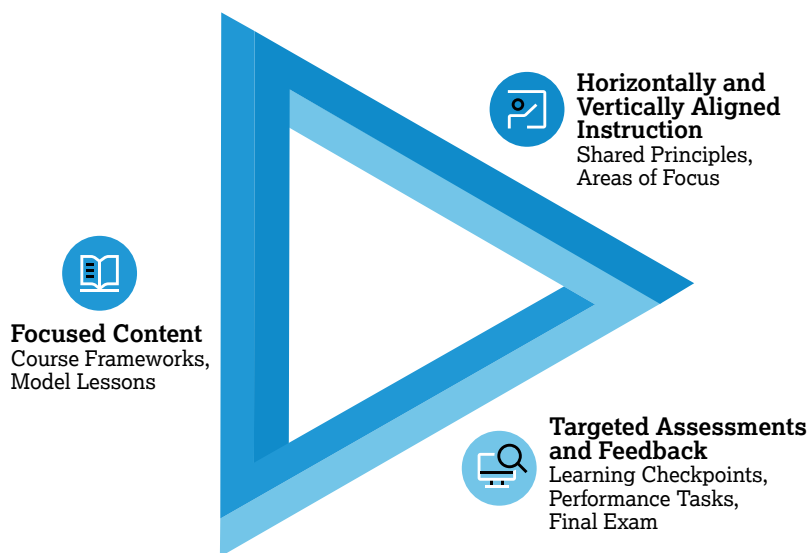 Horizontally and
Vertically Aligned
Instruction
Shared Principles,
Areas of Focus
Focused Content
Course Frameworks,
Model Lessons
Targeted Assessments
and Feedback
Learning Checkpoints,
Performance Tasks,
Final Exam